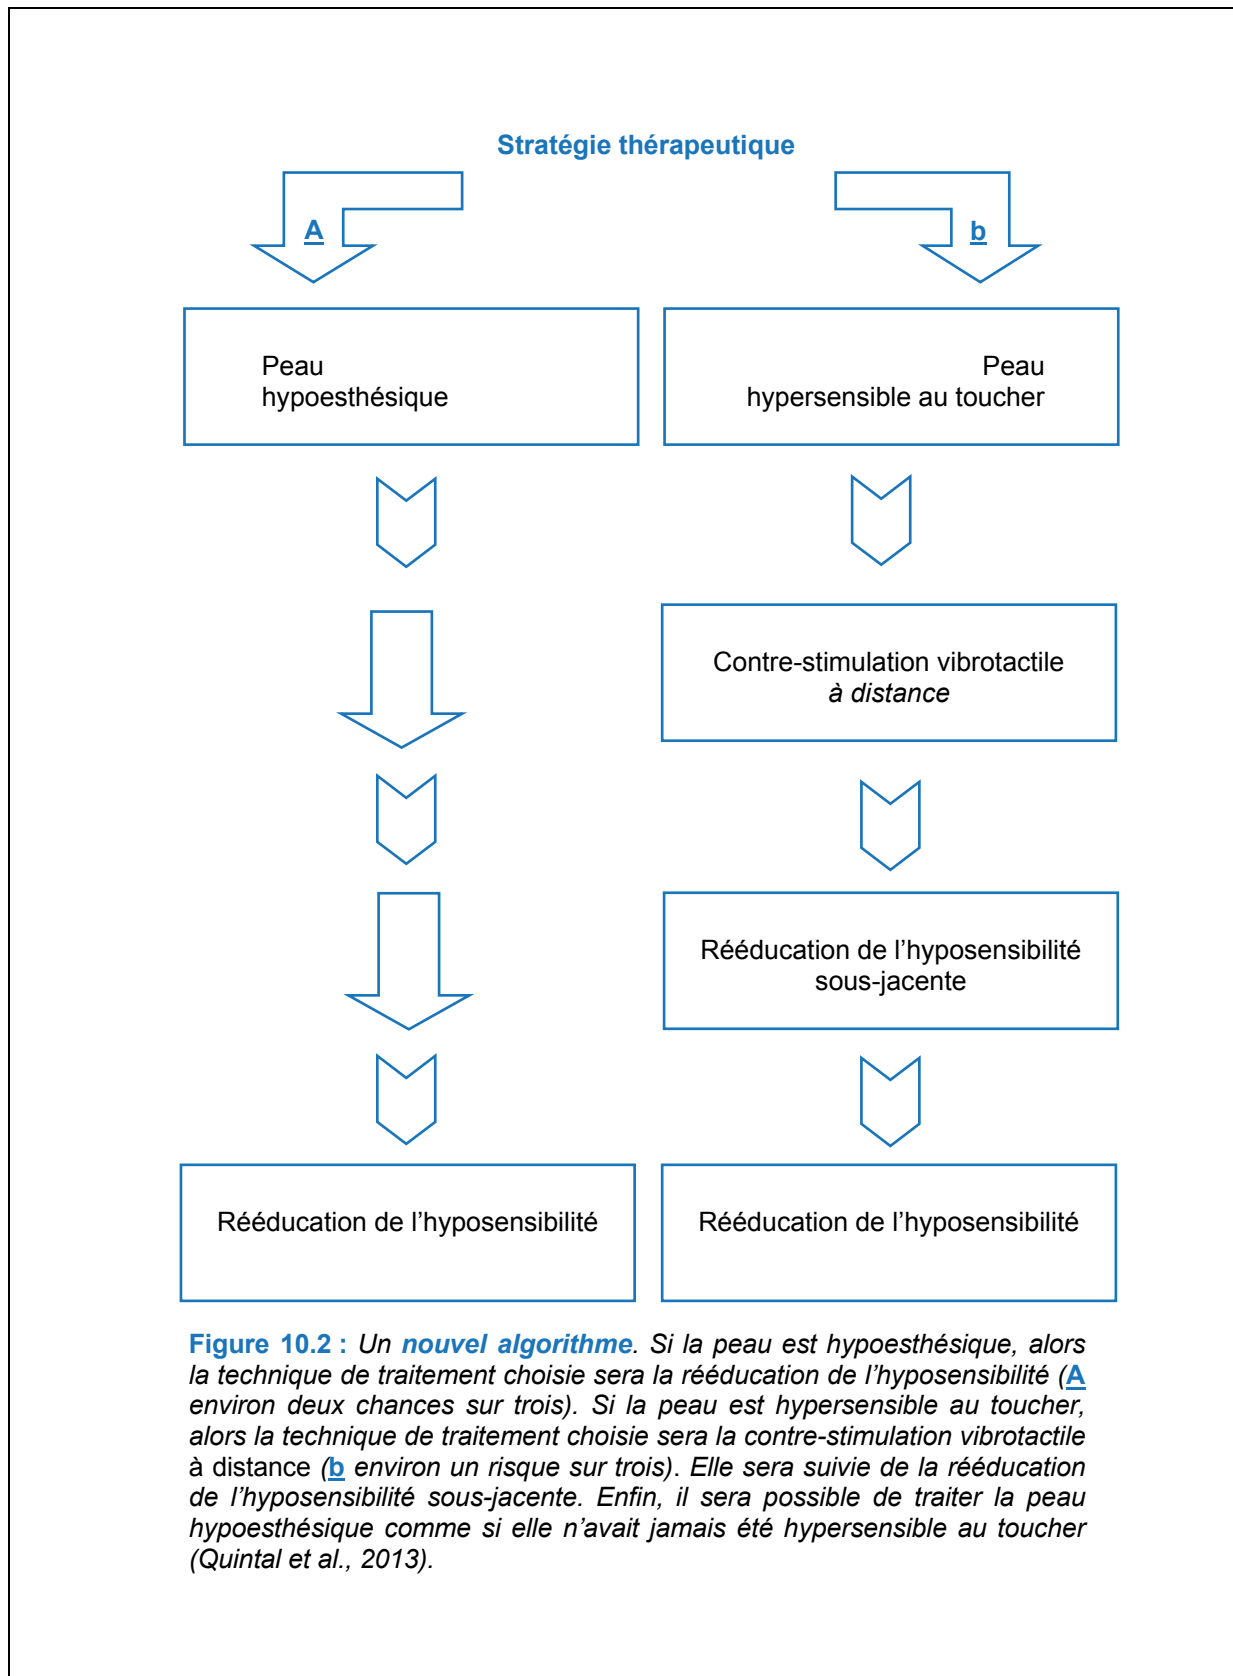 Stratégie thérapeutique
A
b
Peau
hypoesthésique
Peau
hypersensible au toucher
Contre-stimulation vibrotactile
à distance
Rééducation de l’hyposensibilité
sous-jacente
Rééducation de l’hyposensibilité
Rééducation de l’hyposensibilité
Figure 10.2 : Un nouvel algorithme. Si la peau est hypoesthésique, alors
la technique de traitement choisie sera la rééducation de l’hyposensibilité (A
environ deux chances sur trois). Si la peau est hypersensible au toucher,
alors la technique de traitement choisie sera la contre-stimulation vibrotactile
à distance (b environ un risque sur trois). Elle sera suivie de la rééducation
de l’hyposensibilité sous-jacente. Enfin, il sera possible de traiter la peau
hypoesthésique comme si elle n’avait jamais été hypersensible au toucher
(Quintal et al., 2013).